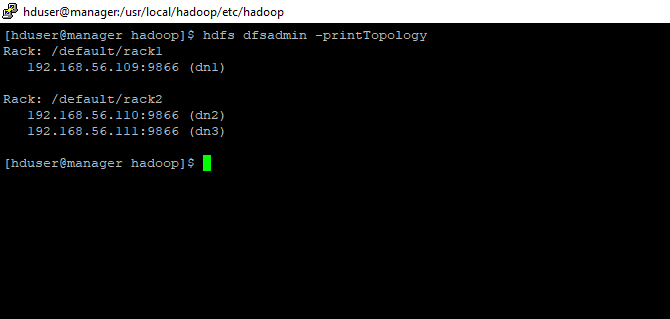 hduser@manager:/usr/local/hadoop/etc/hadoop
[hduser@manager hadoop]$ hdfs dfsadmin -printTopology
Rack: /default/rack1
   192.168.56.109:9866 (dn1)

Rack: /default/rack2
   192.168.56.110:9866 (dn2)
   192.168.56.111:9866 (dn3)

[hduser@manager hadoop]$